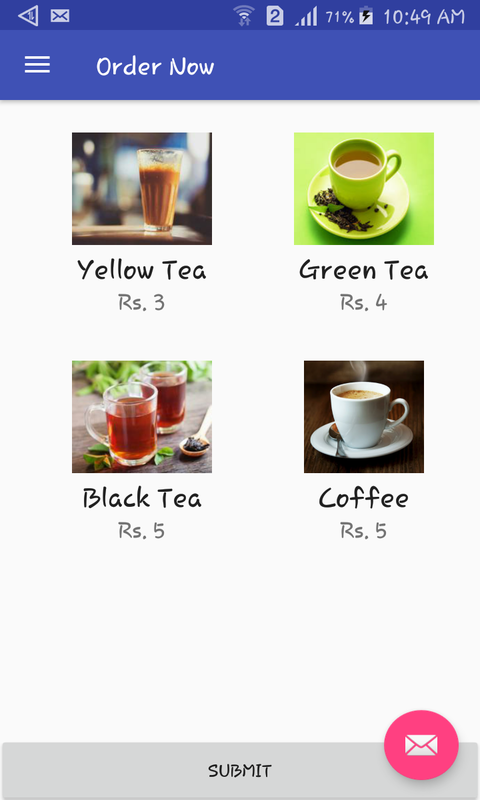 2 71% 10:49 AM
Order Now
Yellow Tea
Rs. 3
Green Tea
Rs. 4
Black Tea
Rs. 5
Coffee
Rs. 5
SUBMIT